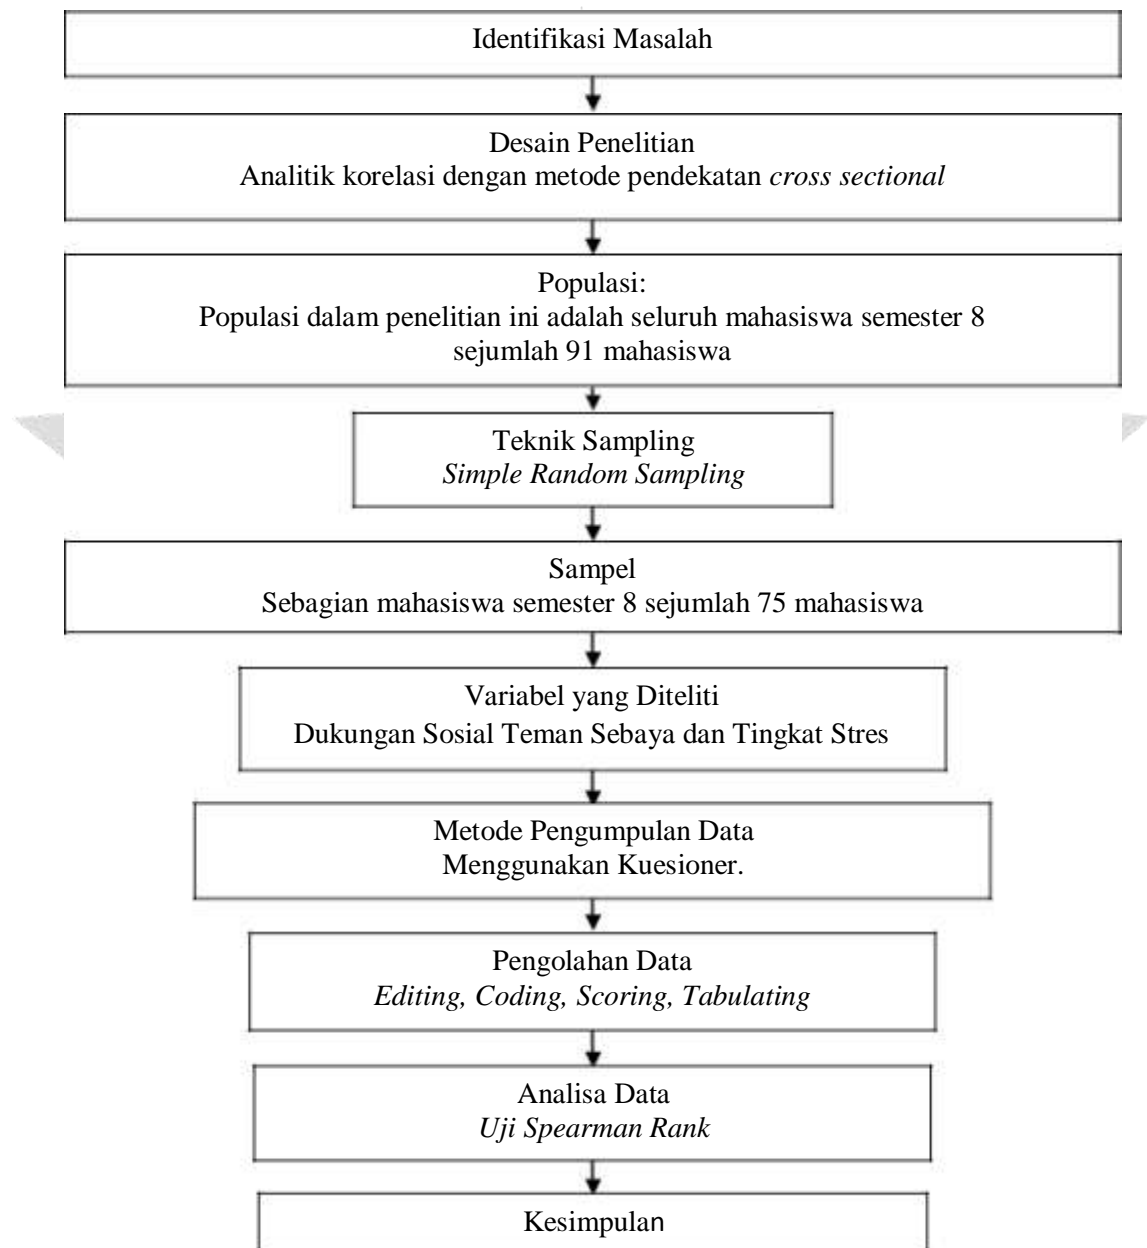 Identifikasi Masalah
Desain Penelitian
Analitik korelasi dengan metode pendekatan cross sectional
Populasi:
Populasi dalam penelitian ini adalah seluruh mahasiswa semester 8
sejumlah 91 mahasiswa
Teknik Sampling
Simple Random Sampling
Sampel
Sebagian mahasiswa semester 8 sejumlah 75 mahasiswa
Variabel yang Diteliti
Dukungan Sosial Teman Sebaya dan Tingkat Stres
Metode Pengumpulan Data
Menggunakan Kuesioner.
Pengolahan Data
Editing, Coding, Scoring, Tabulating
Analisa Data
Uji Spearman Rank
Kesimpulan